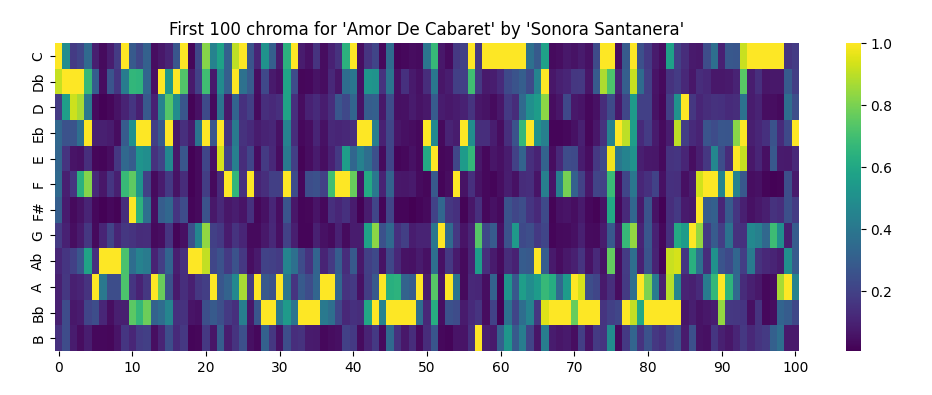 First 100 chroma for 'Amor De Cabaret' by 'Sonora Santanera'
C
Db
D
Eb
E
F
F#
G
Ab
A
Bb
B
0 10 20 30 40 50 60 70 80 90 100
1.0
0.8
0.6
0.4
0.2